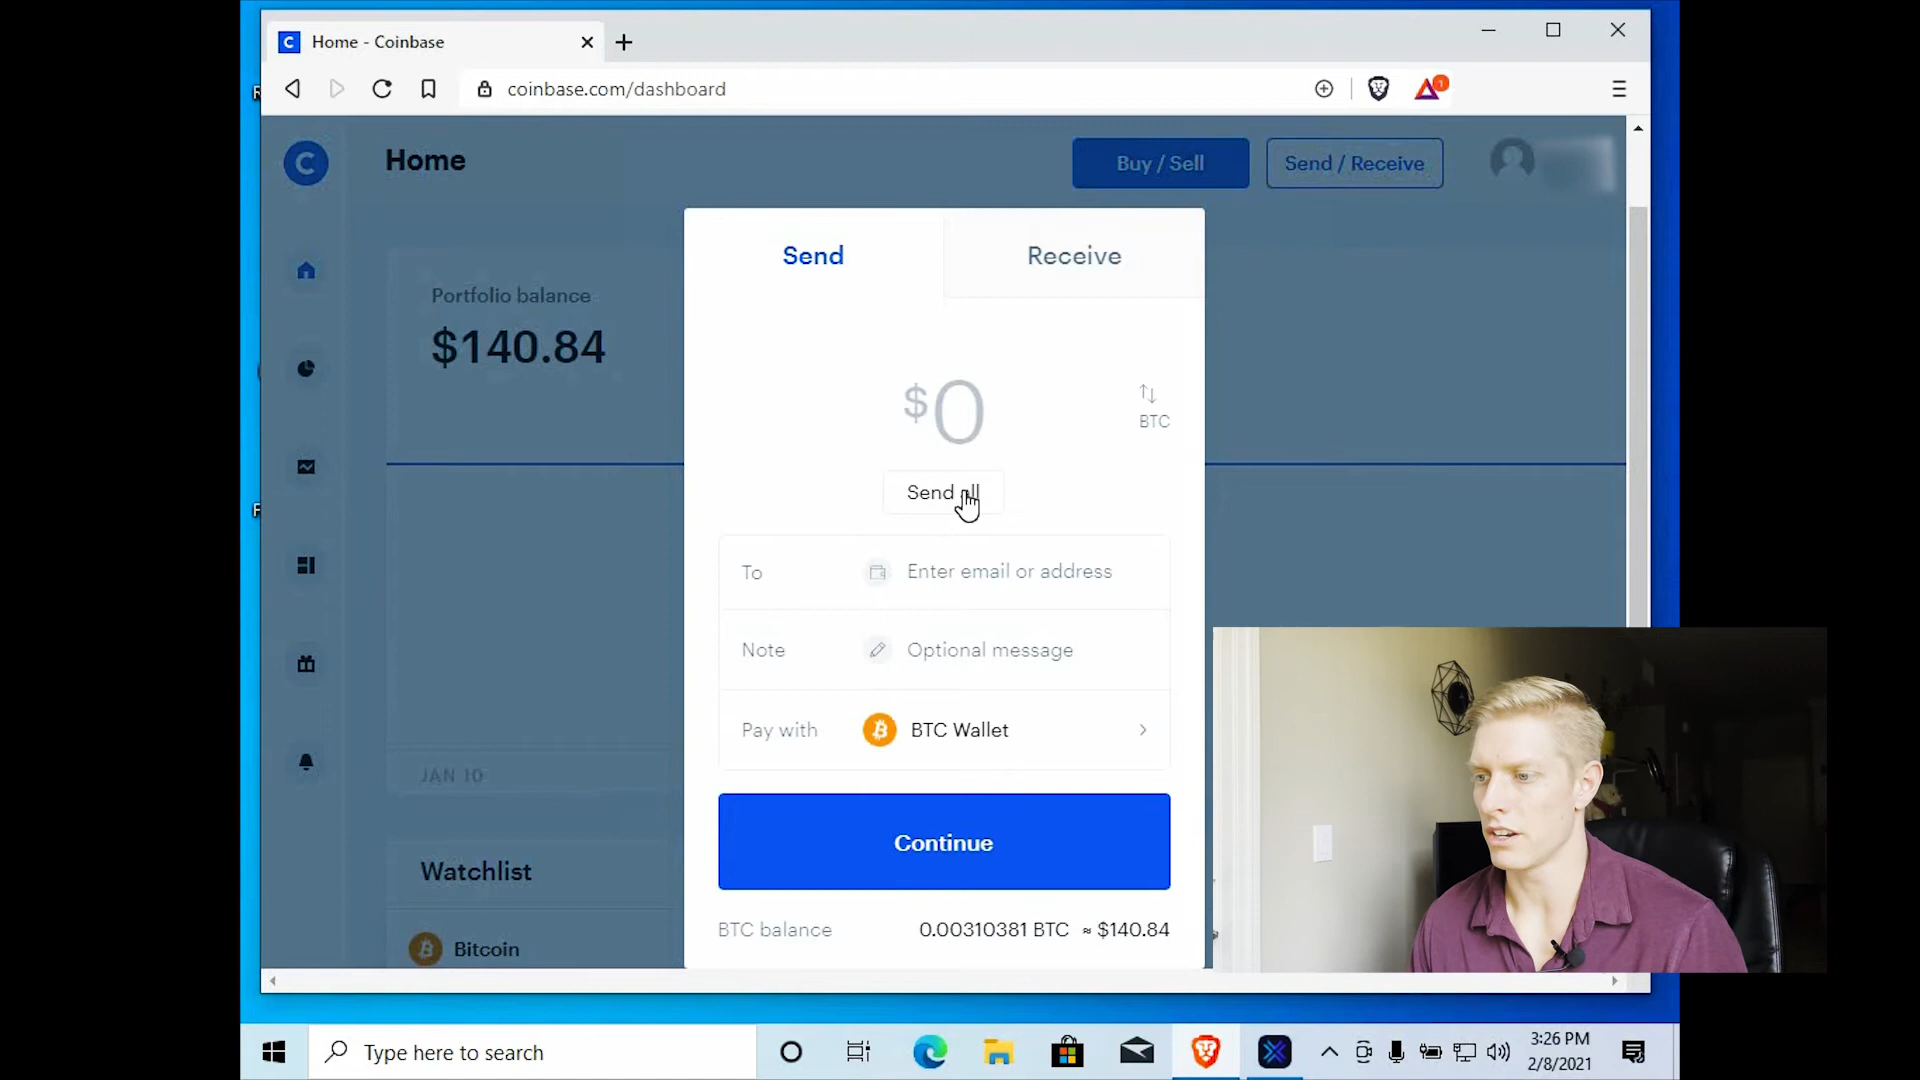 Home - Coinbase
coinbase.com/dashboard
1
Home
Buy / Sell
Send / Receive
Send
Receive
Portfolio balance
$140.84
$0
BTC
Send all
To
Enter email or address
Note
Optional message
Pay with
BTC Wallet
JAN 10
Continue
Watchlist
BTC balance
0.00310381 BTC ≈ $140.84
Bitcoin
Type here to search
3:26 PM
2/8/2021